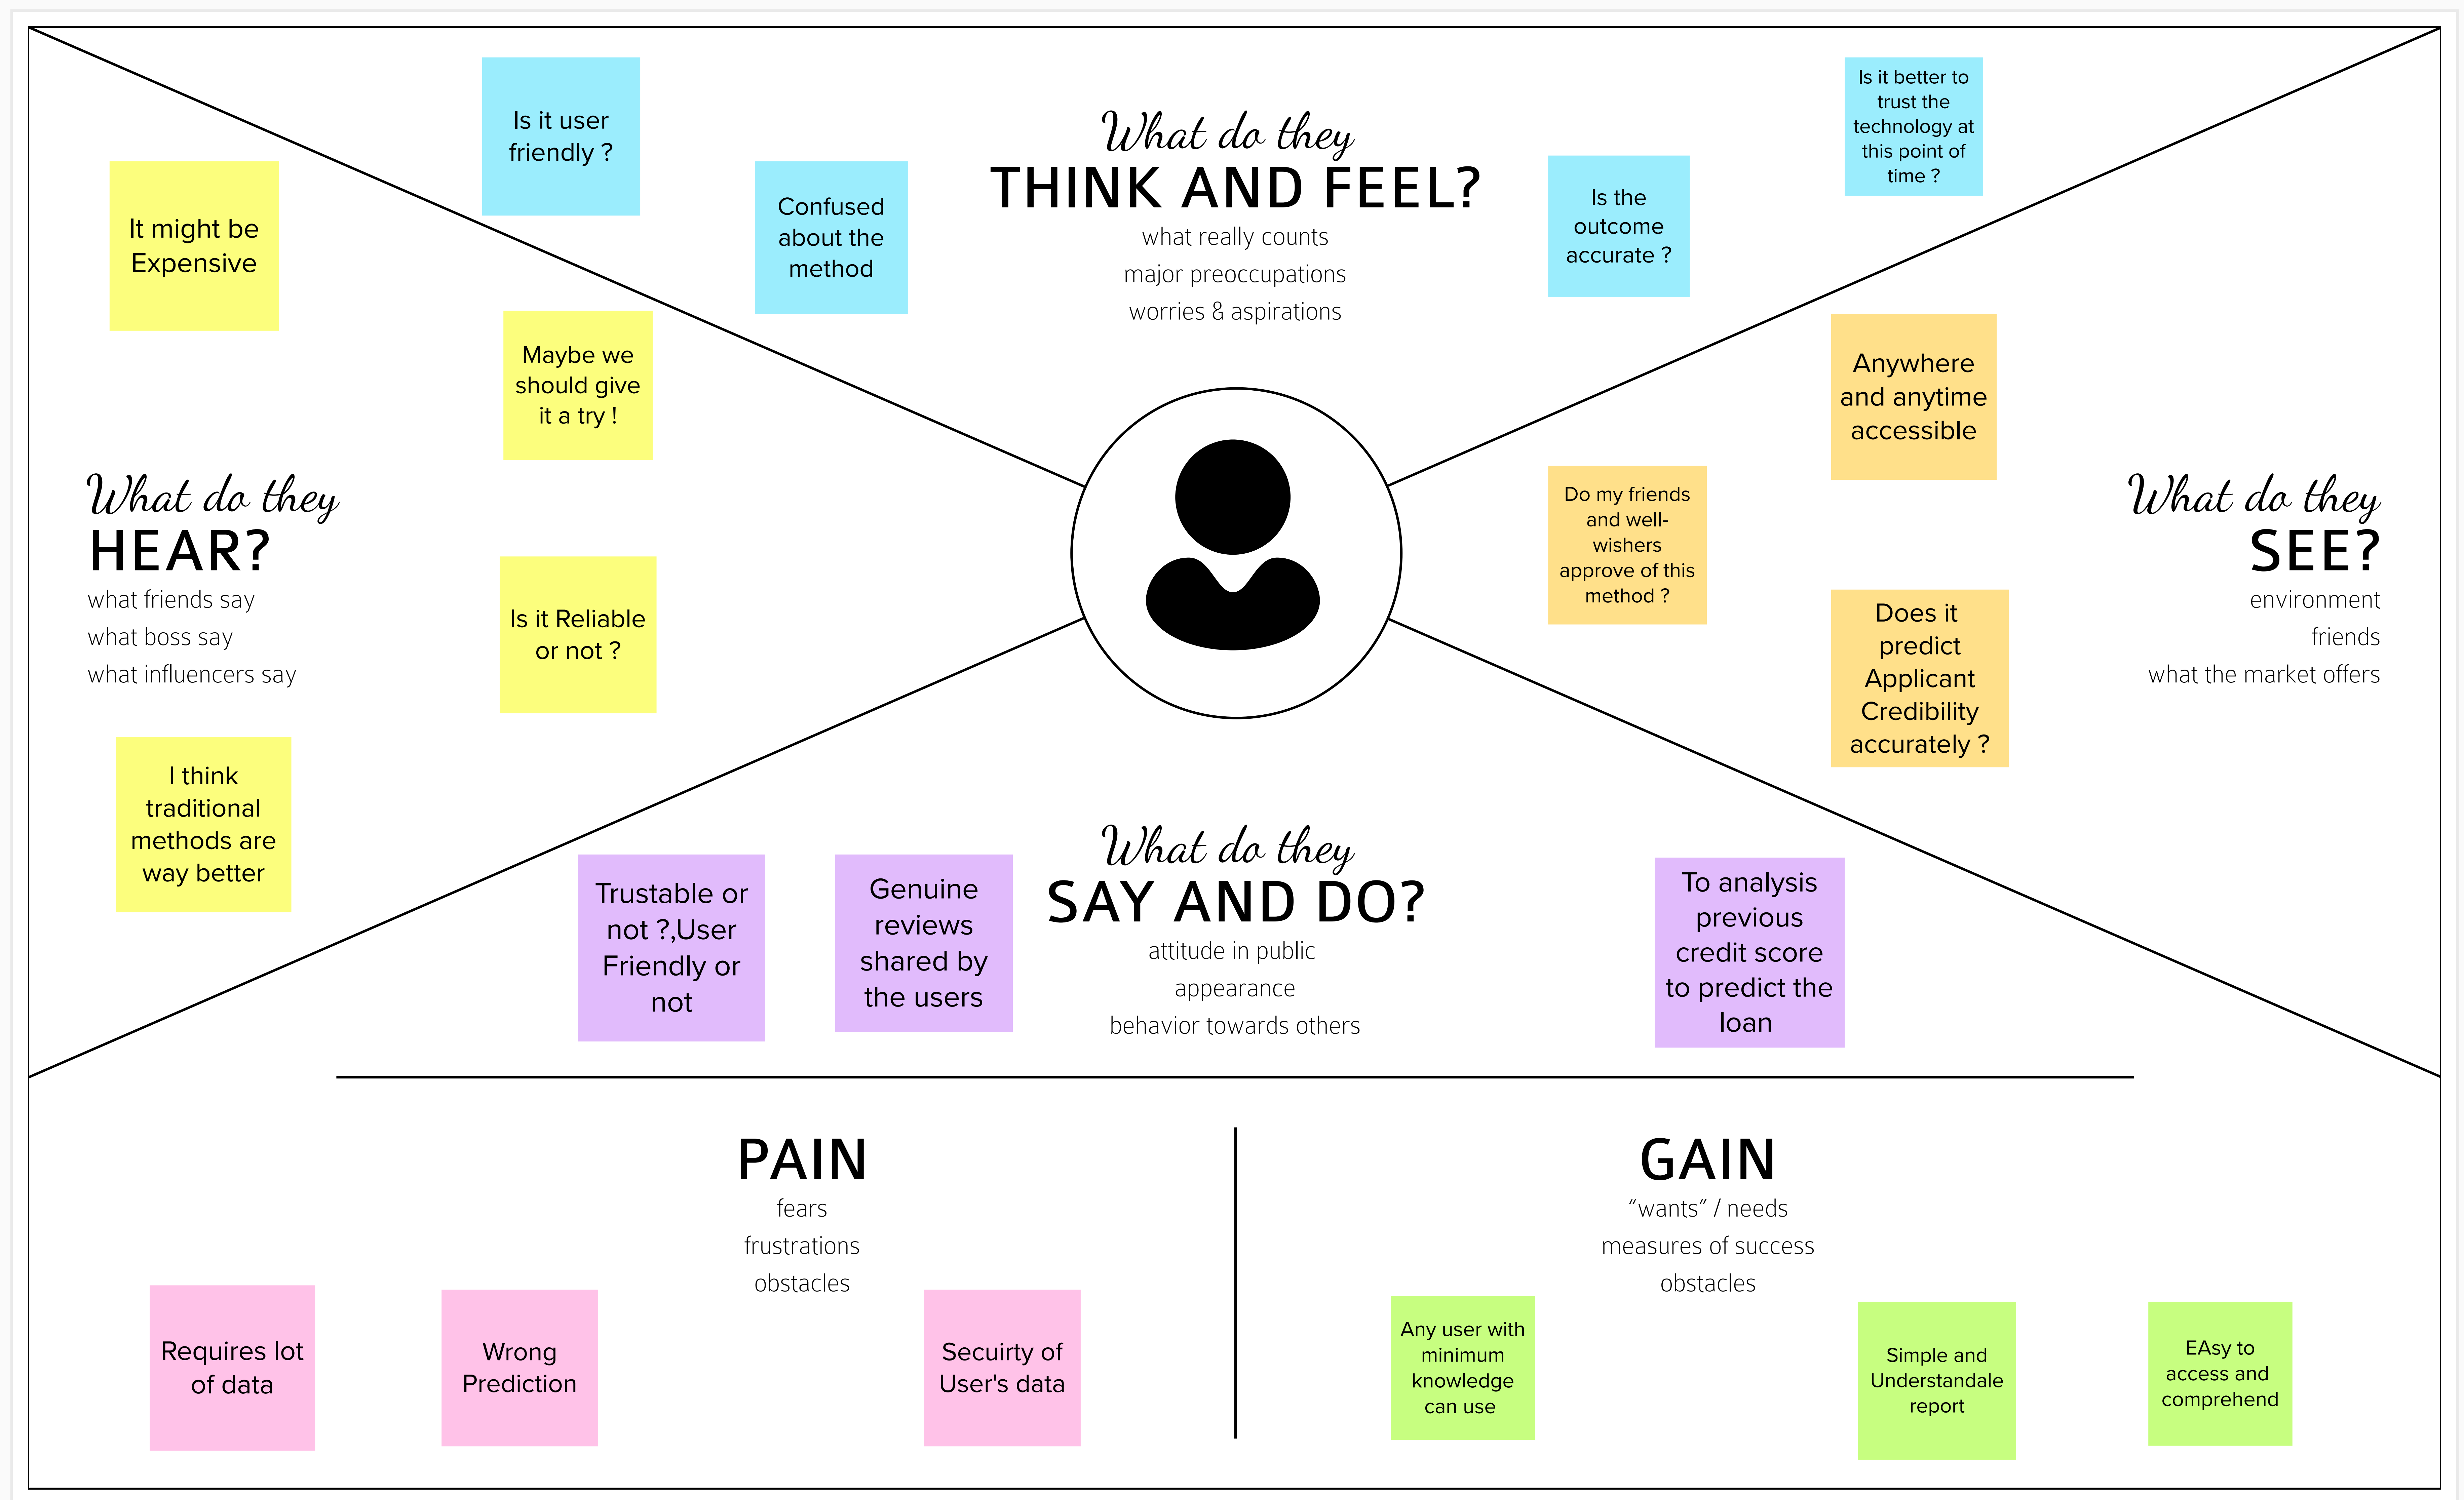 Is it user
friendly ?
Confused
about the
method
What do they
THINK AND FEEL?
what really counts
major preoccupations
worries & aspirations
Is the
outcome
accurate ?
Is it better to
trust the
technology at
this point of
time ?
It might be
Expensive
Maybe we
should give
it a try !
What do they
HEAR?
what friends say
what boss say
what influencers say
Is it Reliable
or not ?
I think
traditional
methods are
way better
Anywhere
and anytime
accessible
Do my friends
and well-
wishers
approve of this
method ?
What do they
SEE?
environment
friends
what the market offers
Does it
predict
Applicant
Credibility
accurately ?
Trustable or
not ?,User
Friendly or
not
Genuine
reviews
shared by
the users
What do they
SAY AND DO?
attitude in public
appearance
behavior towards others
To analysis
previous
credit score
to predict the
loan
PAIN
fears
frustrations
obstacles
Requires lot
of data
Wrong
Prediction
Secuirty of
User's data
GAIN
“wants” / needs
measures of success
obstacles
Any user with
minimum
knowledge
can use
Simple and
Understandale
report
EAsy to
access and
comprehend